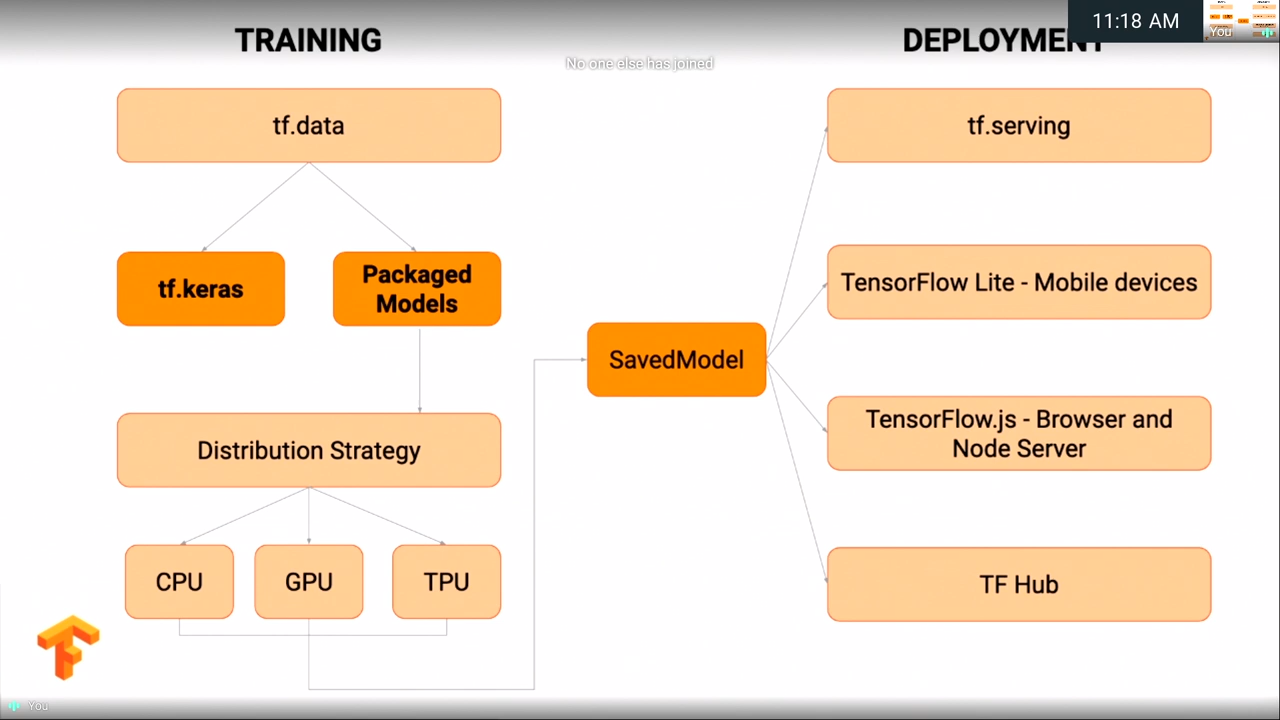 TRAINING
DEPLOYMENT
11:18 AM
You
No one else has joined
tf.data
tf.serving
tf.keras
Packaged
Models
TensorFlow Lite - Mobile devices
SavedModel
TensorFlow.js - Browser and
Node Server
Distribution Strategy
CPU
GPU
TPU
TF Hub
You